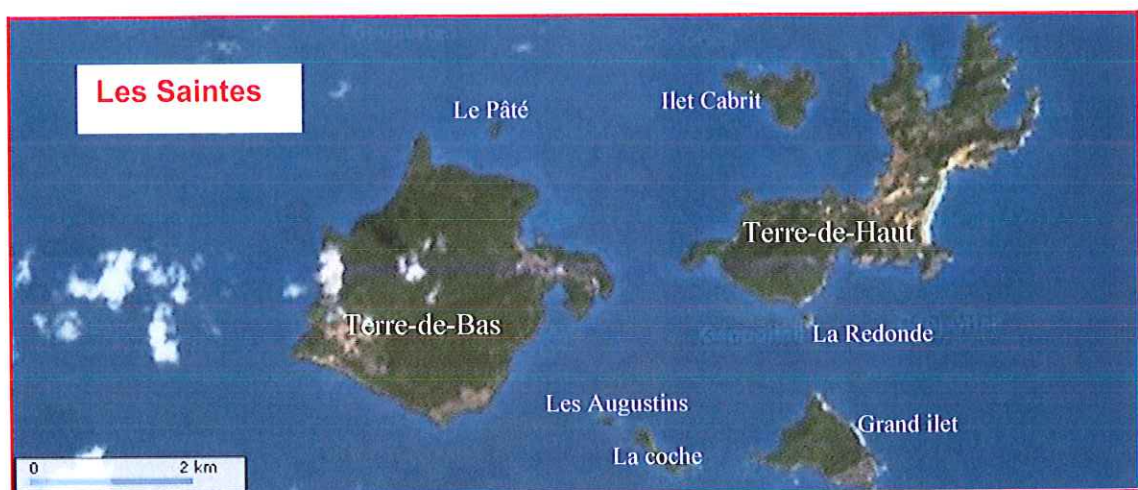 Les Saintes
Le Pâté
Ilet Cabrit
Terre-de-Haut
Terre-de-Bas
La Redonde
Les Augustins
Grand ilet
La coche
0 2 km